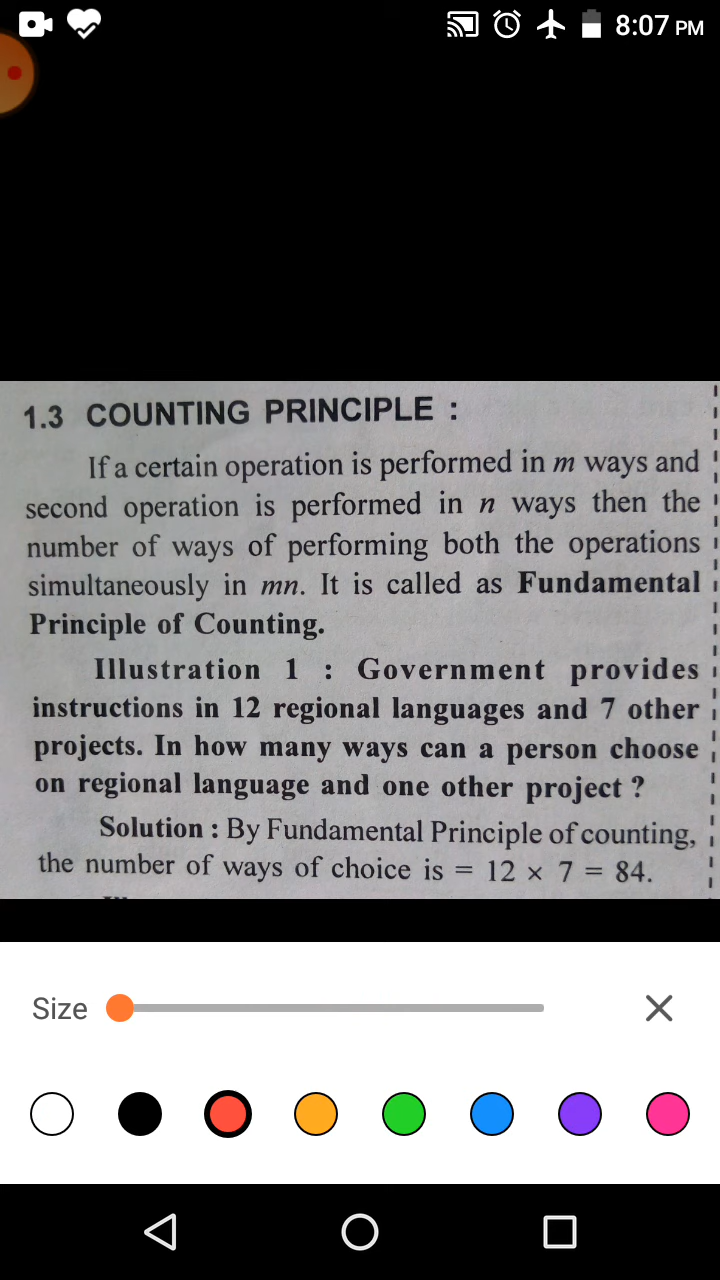 8:07 PM
1.3 COUNTING PRINCIPLE :
If a certain operation is performed in m ways and
second operation is performed in n ways then the
number of ways of performing both the operations
simultaneously in mn. It is called as Fundamental
Principle of Counting.
Illustration 1 : Government provides
instructions in 12 regional languages and 7 other
projects. In how many ways can a person choose
on regional language and one other project ?
Solution : By Fundamental Principle of counting,
the number of ways of choice is = 12 × 7 = 84.
Size